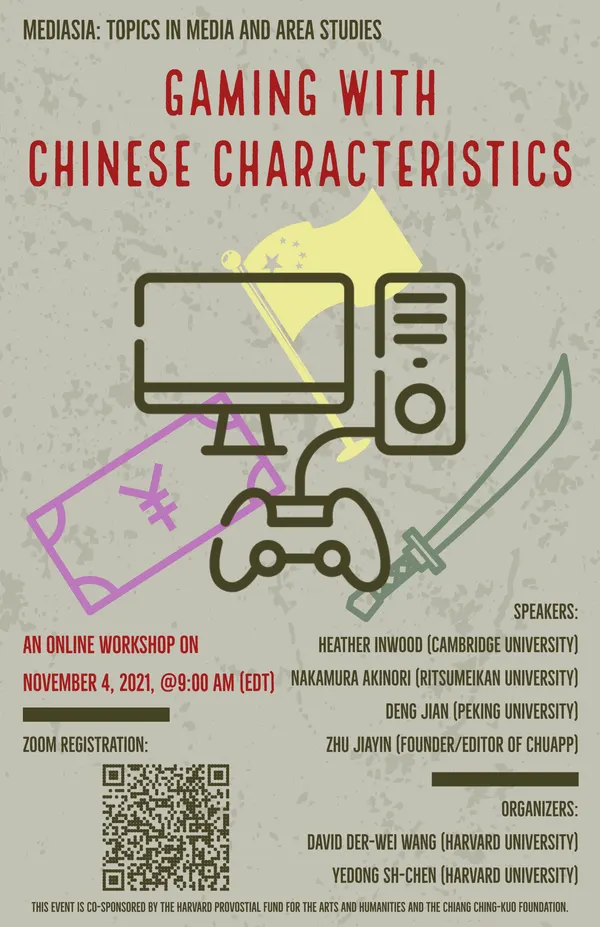 MEDIASIA: TOPICS IN MEDIA AND AREA STUDIES
GAMING WITH
CHINESE CHARACTERISTICS
¥
AN ONLINE WORKSHOP ON
NOVEMBER 4, 2021, @9:00 AM (EDT)
ZOOM REGISTRATION:
SPEAKERS:
HEATHER INWOOD (CAMBRIDGE UNIVERSITY)
NAKAMURA AKINORI (RITSUMEIKAN UNIVERSITY)
DENG JIAN (PEKING UNIVERSITY)
ZHU JIAYIN (FOUNDER/EDITOR OF CHUAPP)
ORGANIZERS:
DAVID DER-WEI WANG (HARVARD UNIVERSITY)
YEDONG SH-CHEN (HARVARD UNIVERSITY)
THIS EVENT IS CO-SPONSORED BY THE HARVARD PROVOSTIAL FUND FOR THE ARTS AND HUMANITIES AND THE CHIANG CHING-KUO FOUNDATION.